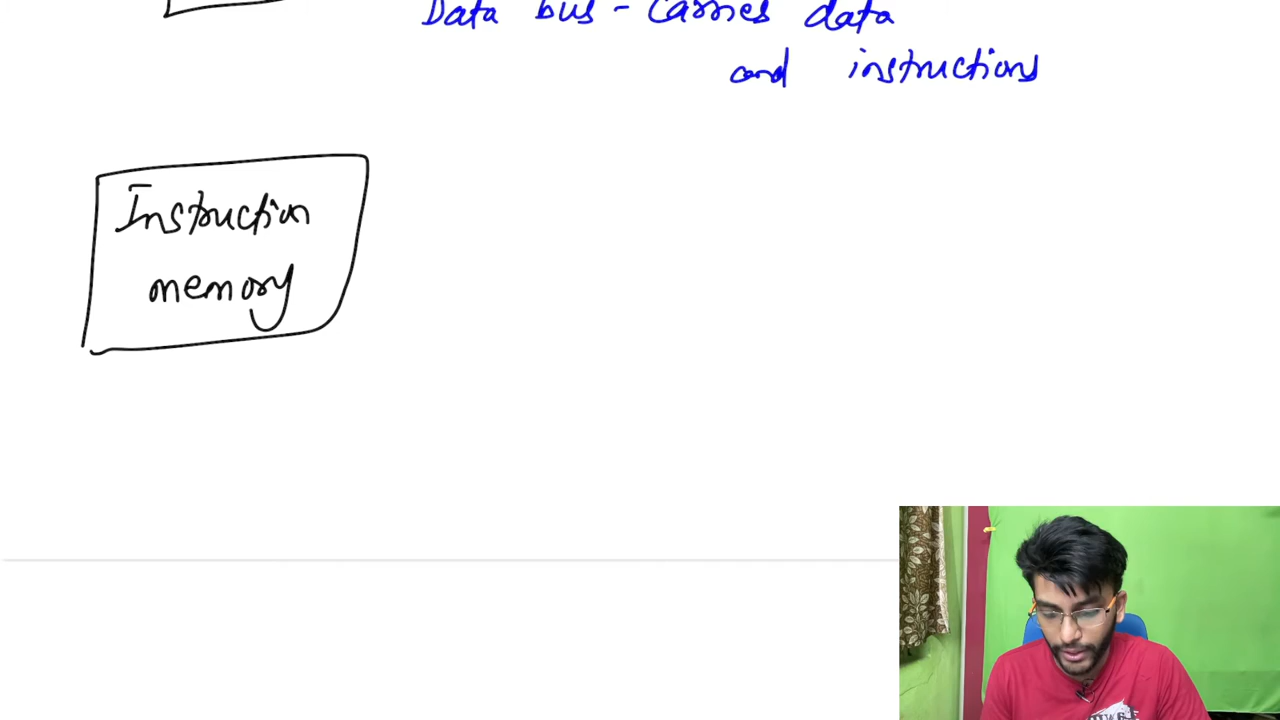 Data bus - Carries data
and instructions
Instruction
memory